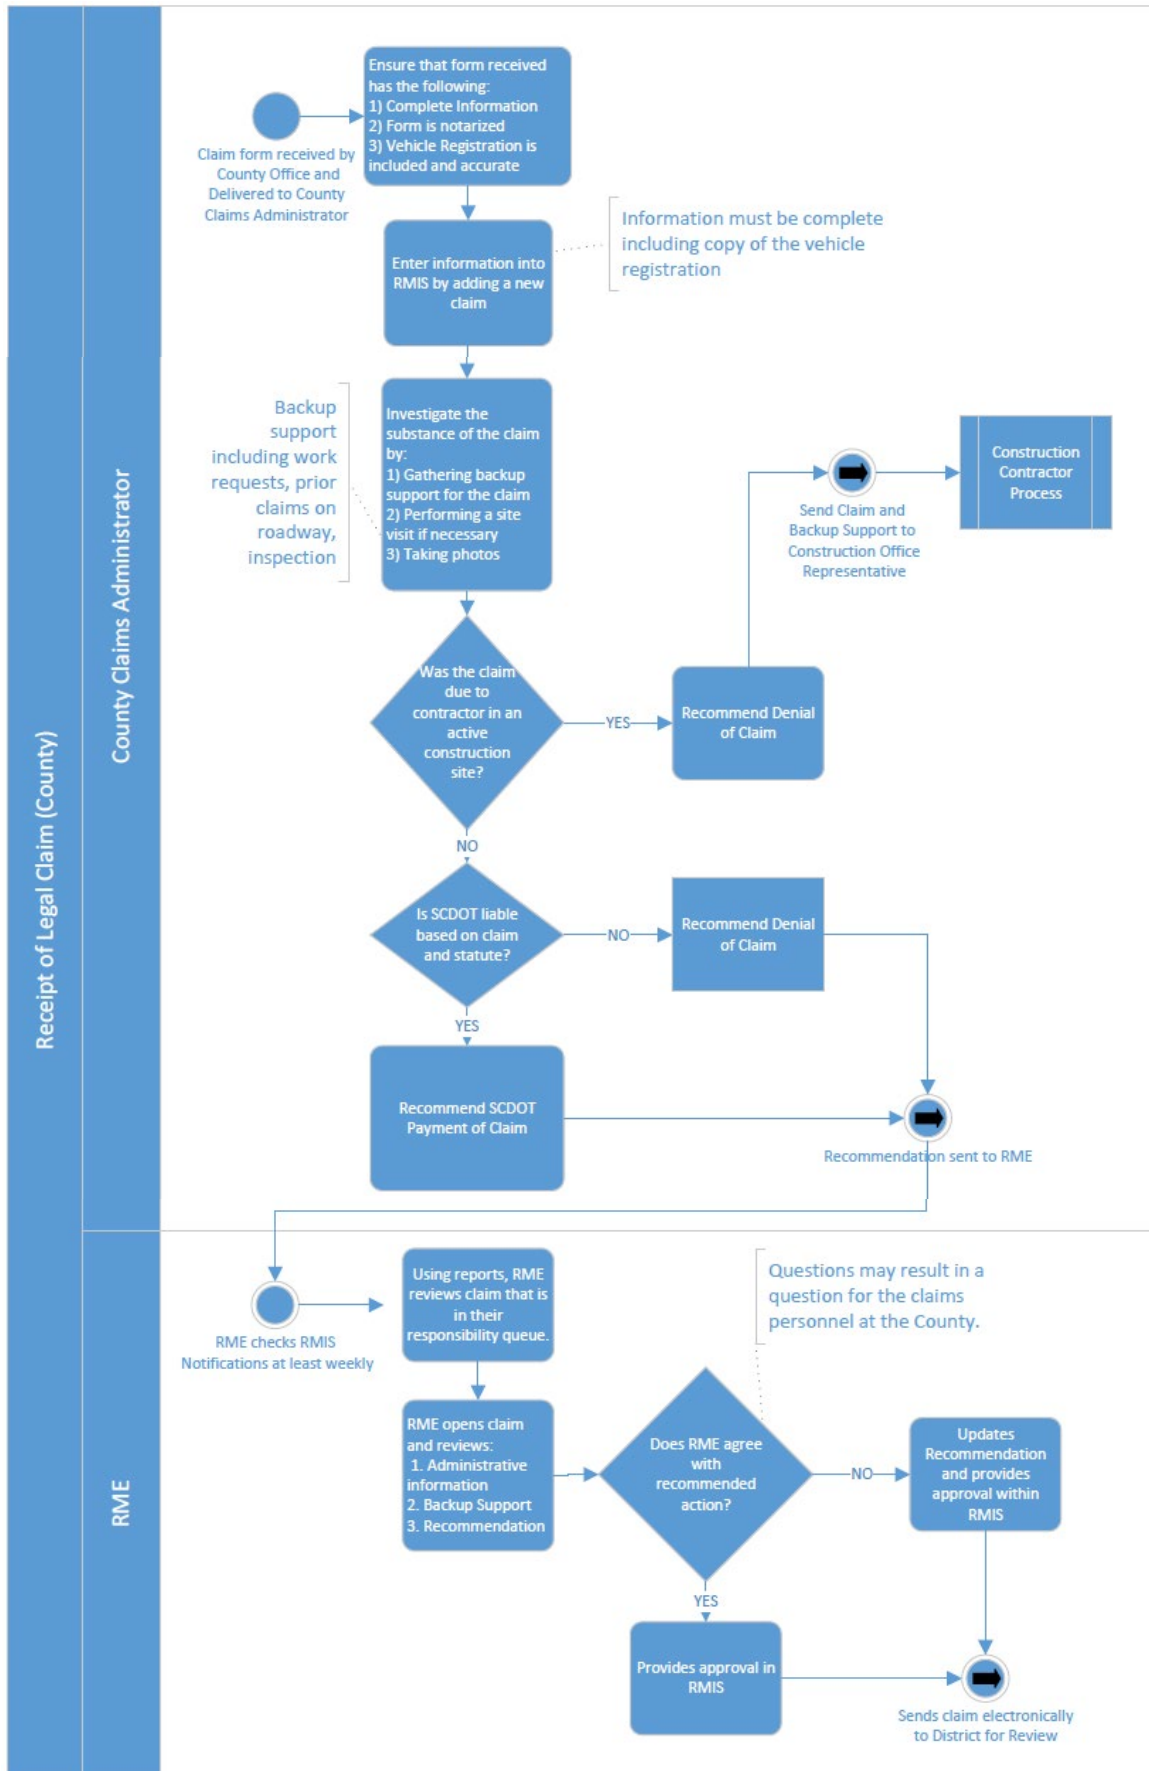 Receipt of Legal Claim (County)
County Claims Administrator
Claim form received by
County Office and
Delivered to County
Claims Administrator
Ensure that form received
has the following:
1) Complete Information
2) Form is notarized
3) Vehicle Registration is
included and accurate
Enter information into
RMIS by adding a new
claim
Information must be complete
including copy of the vehicle
registration
Backup
support
including work
requests, prior
claims on
roadway,
inspection
Investigate the
substance of the claim
by:
1) Gathering backup
support for the claim
2) Performing a site
visit if necessary
3) Taking photos
Send Claim and
Backup Support to
Construction Office
Representative
Construction
Contractor
Process
Was the claim
due to
contractor in an
active
construction
site?
YES
Recommend Denial
of Claim
NO
Is SCDOT liable
based on claim
and statute?
NO
Recommend Denial
of Claim
YES
Recommend SCDOT
Payment of Claim
Recommendation sent to RME
RME
RME checks RMIS
Notifications at least weekly
Using reports, RME
reviews claim that is
in their
responsibility queue.
RME opens claim
and reviews:
1. Administrative
information
2. Backup Support
3. Recommendation
Questions may result in a
question for the claims
personnel at the County.
Does RME agree
with
recommended
action?
NO
Updates
Recommendation
and provides
approval within
RMIS
YES
Provides approval in
RMIS
Sends claim electronically
to District for Review